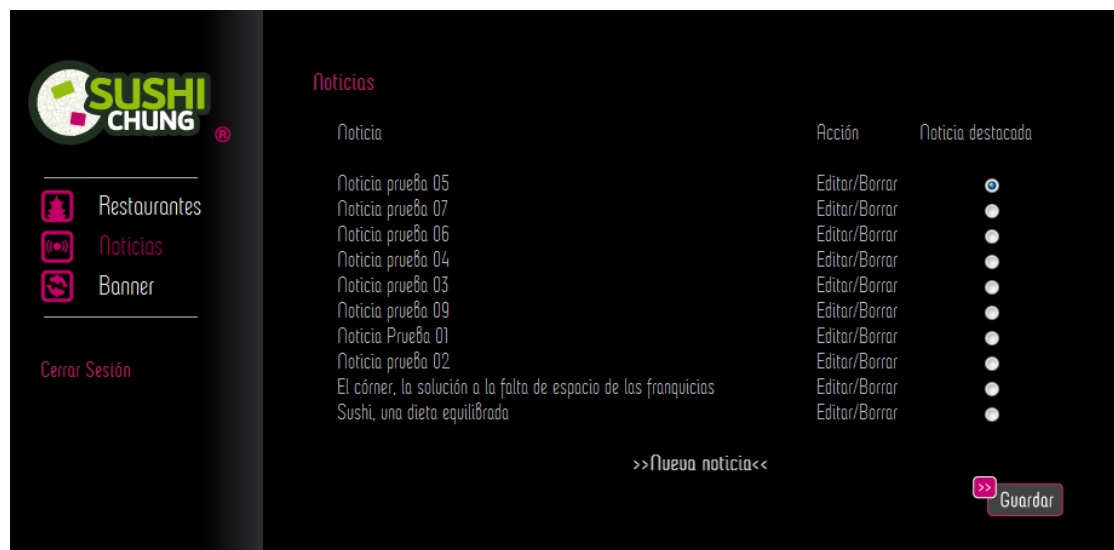 SUSHI
CHUNG ®
Restaurantes
Noticias
Banner
Cerrar Sesión
Noticias
Noticia Acción Noticia destacada
Noticia prueba 05 Editar/Borrar
Noticia prueba 07 Editar/Borrar
Noticia prueba 06 Editar/Borrar
Noticia prueba 04 Editar/Borrar
Noticia prueba 03 Editar/Borrar
Noticia prueba 09 Editar/Borrar
Noticia Prueba 01 Editar/Borrar
Noticia prueba 02 Editar/Borrar
El córner, la solución a la falta de espacio de las franquicias Editar/Borrar
Sushi, una dieta equilibrada Editar/Borrar
>>Nueva noticia<<
>> Guardar